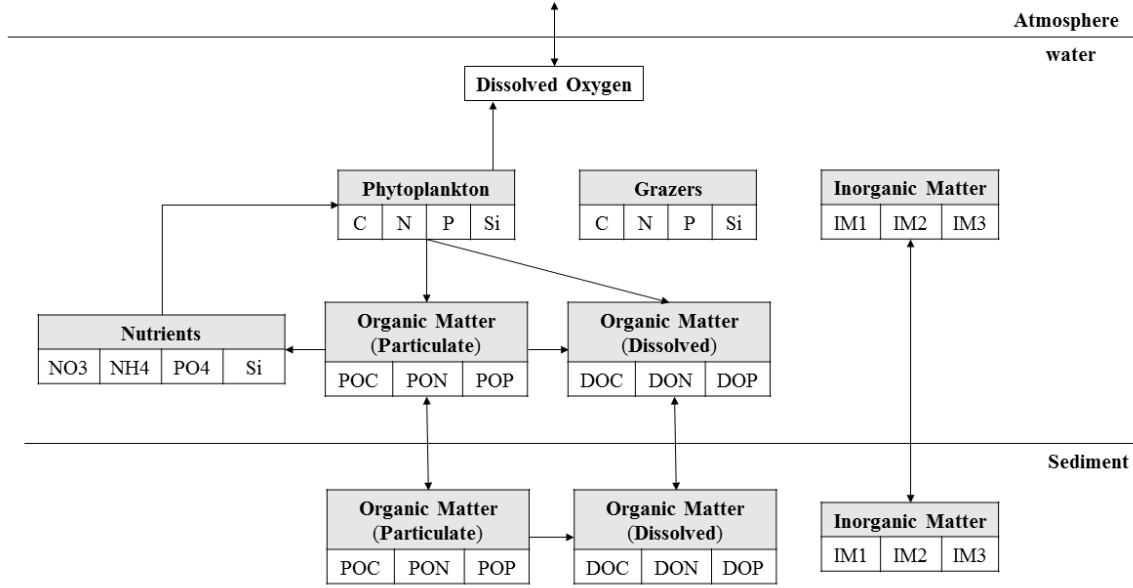 Atmosphere
water
Dissolved Oxygen
Phytoplankton
C N P Si
Grazers
C N P Si
Inorganic Matter
IM1 IM2 IM3
Nutrients
NO3 NH4 PO4 Si
Organic Matter
(Particulate)
POC PON POP
Organic Matter
(Dissolved)
DOC DON DOP
Sediment
Organic Matter
(Particulate)
POC PON POP
Organic Matter
(Dissolved)
DOC DON DOP
Inorganic Matter
IM1 IM2 IM3